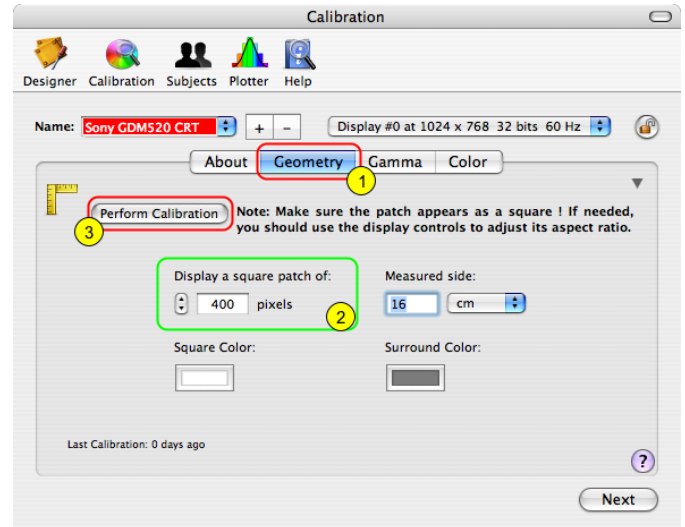 Calibration
Designer Calibration Subjects Plotter Help
Name: Sony GDM520 CRT + - Display #0 at 1024 x 768 32 bits 60 Hz
About Geometry Gamma Color
1
Perform Calibration Note: Make sure the patch appears as a square ! If needed,
3 you should use the display controls to adjust its aspect ratio.
Display a square patch of: Measured side:
400 pixels 16 cm
2
Square Color: Surround Color:
Last Calibration: 0 days ago
?
Next